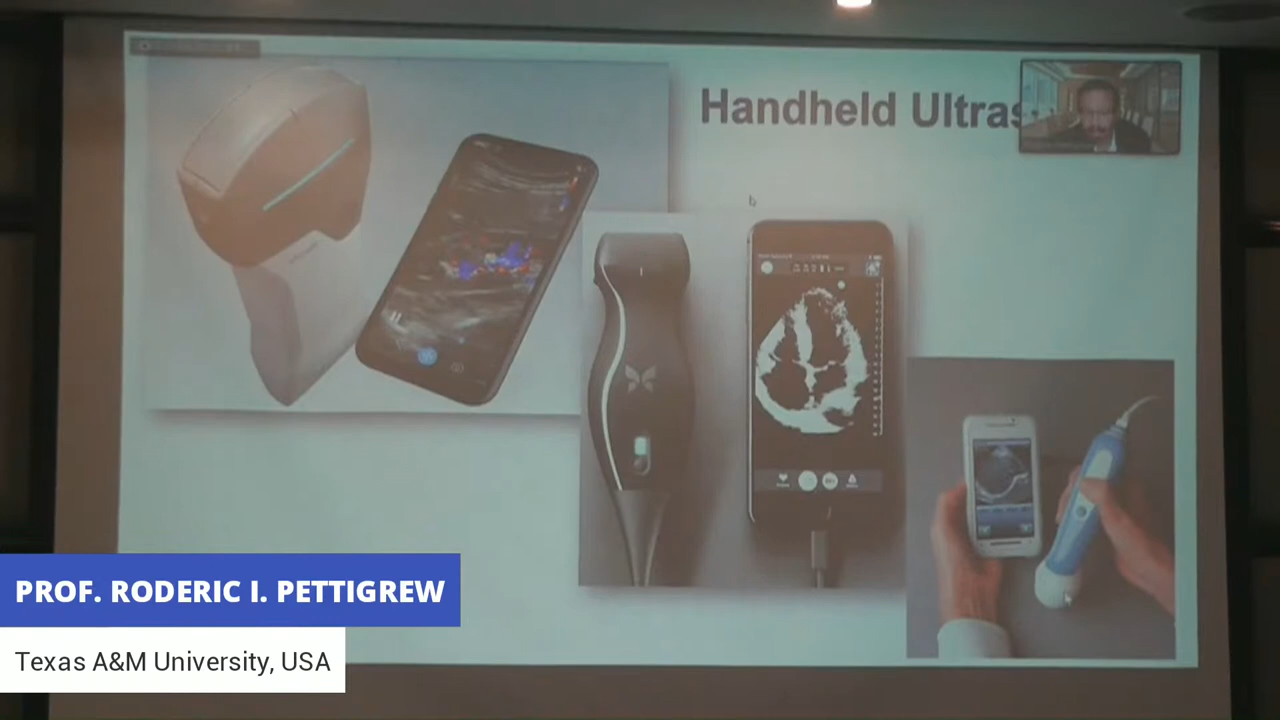 Handheld Ultras
PROF. RODERIC I. PETTIGREW
Texas A&M University, USA